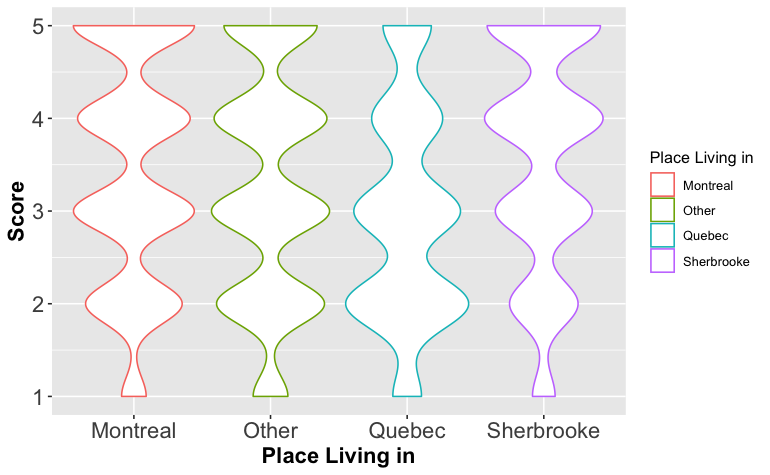 5
4
3
2
1
Score
Montreal Other Quebec Sherbrooke
Place Living in
Place Living in
Montreal
Other
Quebec
Sherbrooke